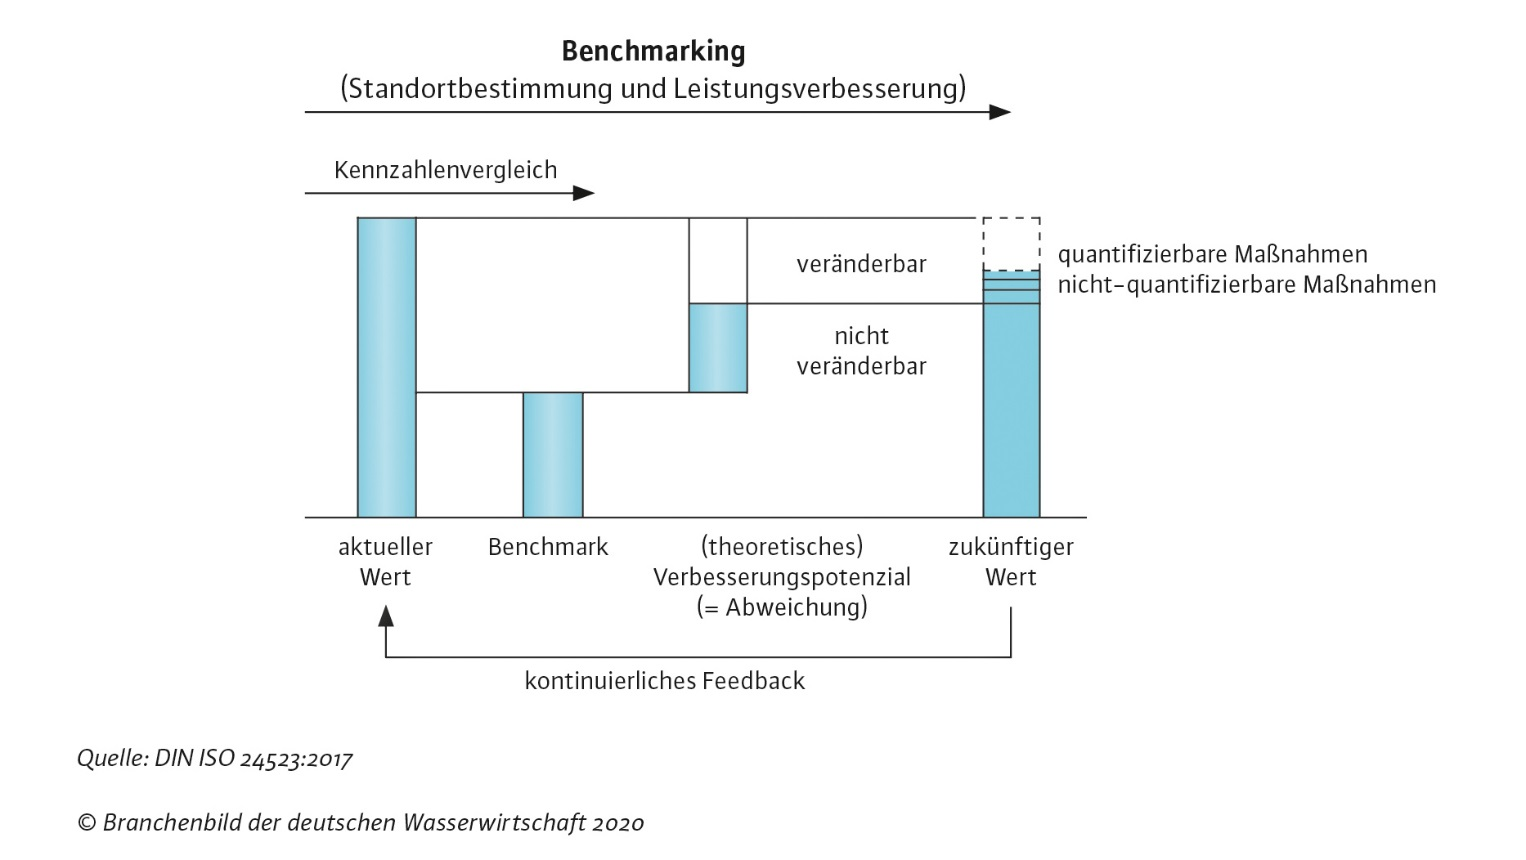 Benchmarking
(Standortbestimmung und Leistungsverbesserung)
Kennzahlenvergleich
veränderbar
quantifizierbare Maßnahmen
nicht-quantifizierbare Maßnahmen
nicht
veränderbar
aktueller
Wert
Benchmark
(theoretisches)
Verbesserungspotenzial
(= Abweichung)
zukünftiger
Wert
kontinuierliches Feedback
Quelle: DIN ISO 24523:2017
© Branchenbild der deutschen Wasserwirtschaft 2020